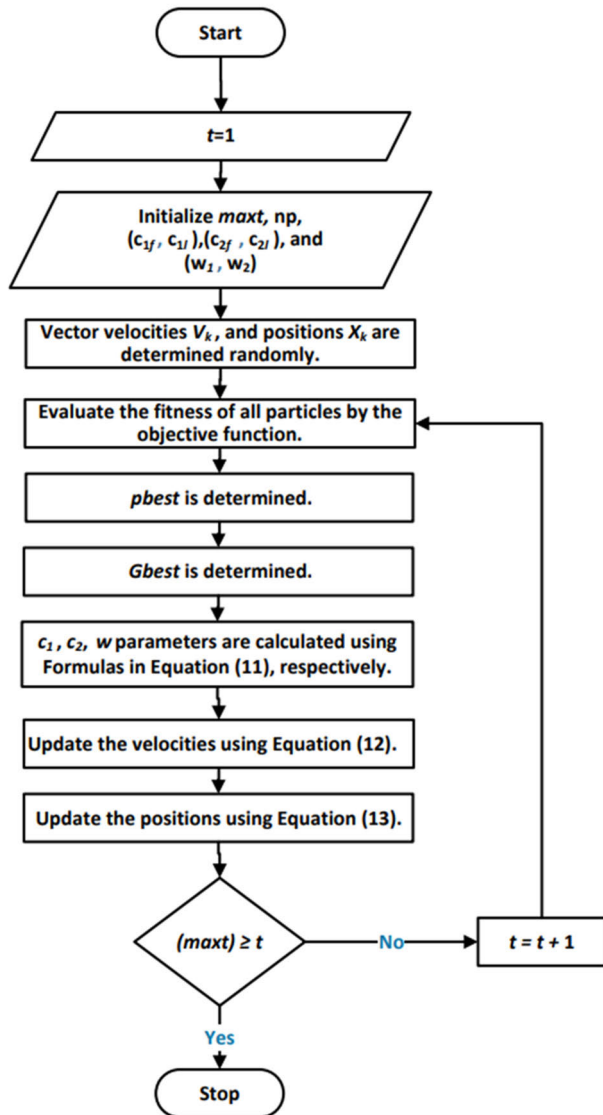 Start
t=1
Initialize maxt, np,
(c1f, c1l),(c2f , c2l ), and
(w1 , w2)
Vector velocities Vk, and positions Xk are
determined randomly.
Evaluate the fitness of all particles by the
objective function.
pbest is determined.
Gbest is determined.
c1 , c2, w parameters are calculated using
Formulas in Equation (11), respectively.
Update the velocities using Equation (12).
Update the positions using Equation (13).
(maxt) ≥ t
No
t = t + 1
Yes
Stop